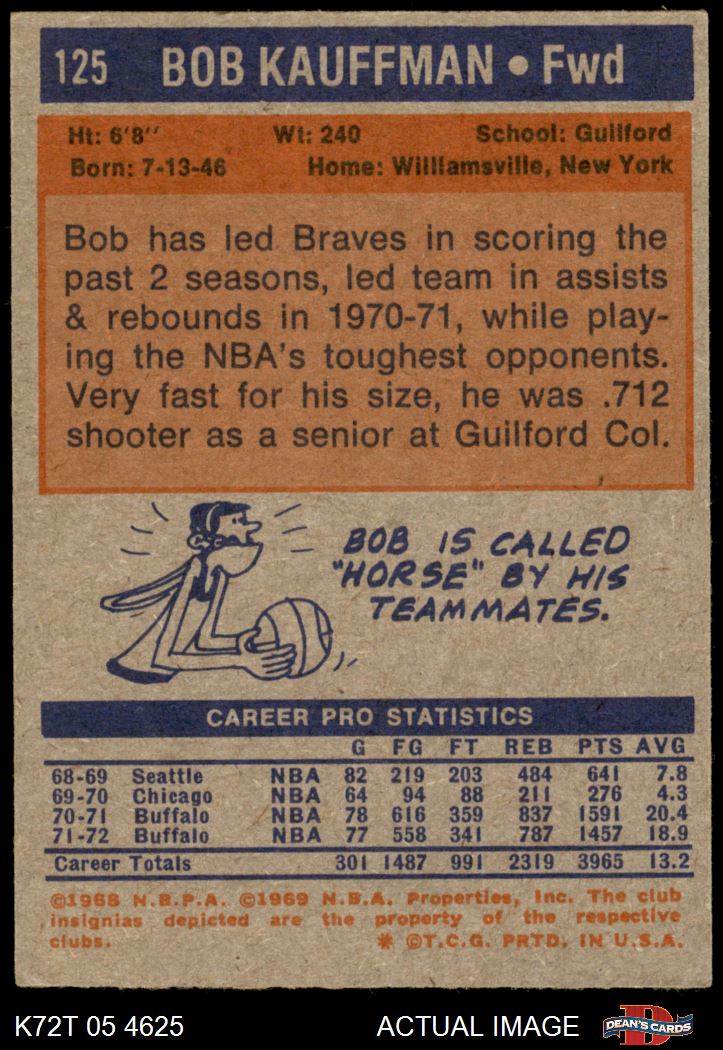 125 BOB KAUFFMAN • Fwd
Ht: 6'8'' Wt: 240 School: Guilford
Born: 7-13-46 Home: Williamsville, New York
Bob has led Braves in scoring the
past 2 seasons, led team in assists
& rebounds in 1970-71, while play-
ing the NBA's toughest opponents.
Very fast for his size, he was .712
shooter as a senior at Guilford Col.
BOB IS CALLED
"HORSE" BY HIS
TEAMMATES.
CAREER PRO STATISTICS
G FG FT REB PTS AVG
68-69 Seattle NBA 82 219 203 484 641 7.8
69-70 Chicago NBA 64 94 88 211 276 4.3
70-71 Buffalo NBA 78 616 359 837 1591 20.4
71-72 Buffalo NBA 77 558 341 787 1457 18.9
Career Totals 301 1487 991 2319 3965 13.2
©1968 N.B.P.A. ©1969 N.B.A. Properties, Inc. The club
insignias depicted are the property of the respective
clubs. * ©T.C.G. PRTD. IN U.S.A.
K72T 05 4625 ACTUAL IMAGE D DEAN'S CARDS